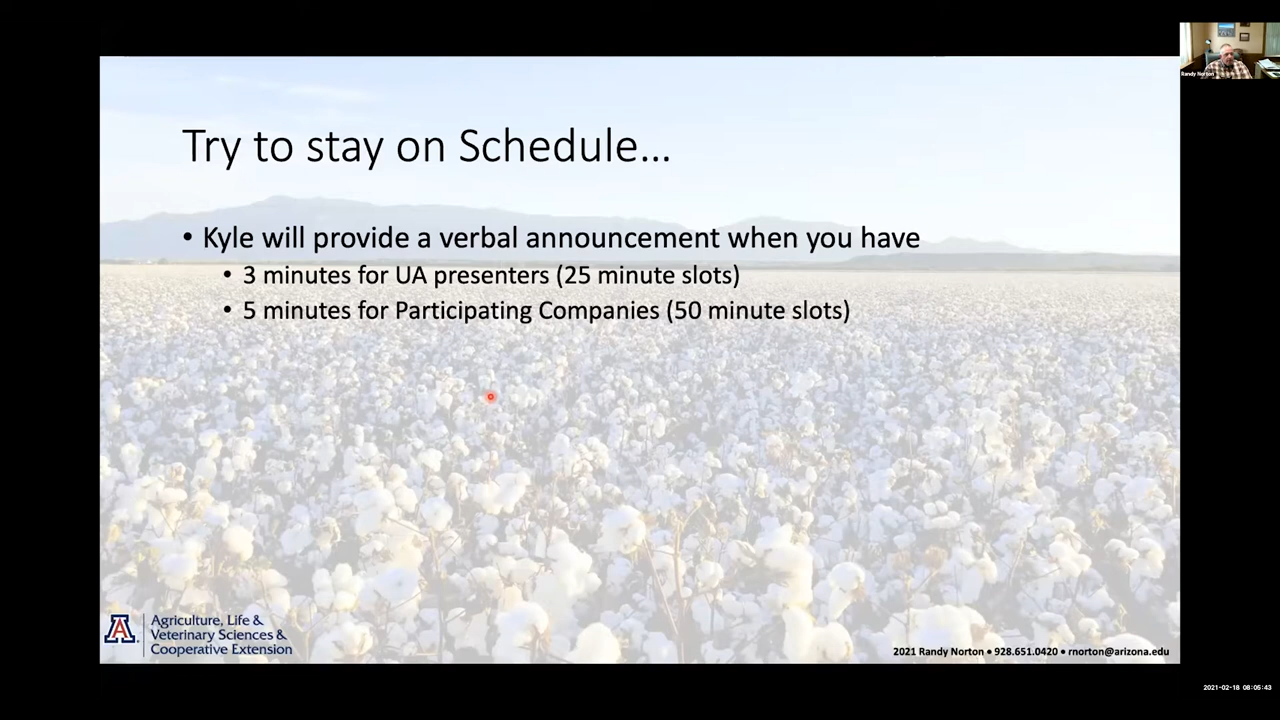 Randy Norton
Try to stay on Schedule...
• Kyle will provide a verbal announcement when you have
• 3 minutes for UA presenters (25 minute slots)
• 5 minutes for Participating Companies (50 minute slots)
A
Agriculture, Life &
Veterinary Sciences &
Cooperative Extension
2021 Randy Norton • 928.651.0420 • rnorton@arizona.edu
2021-02-18 08:05:43